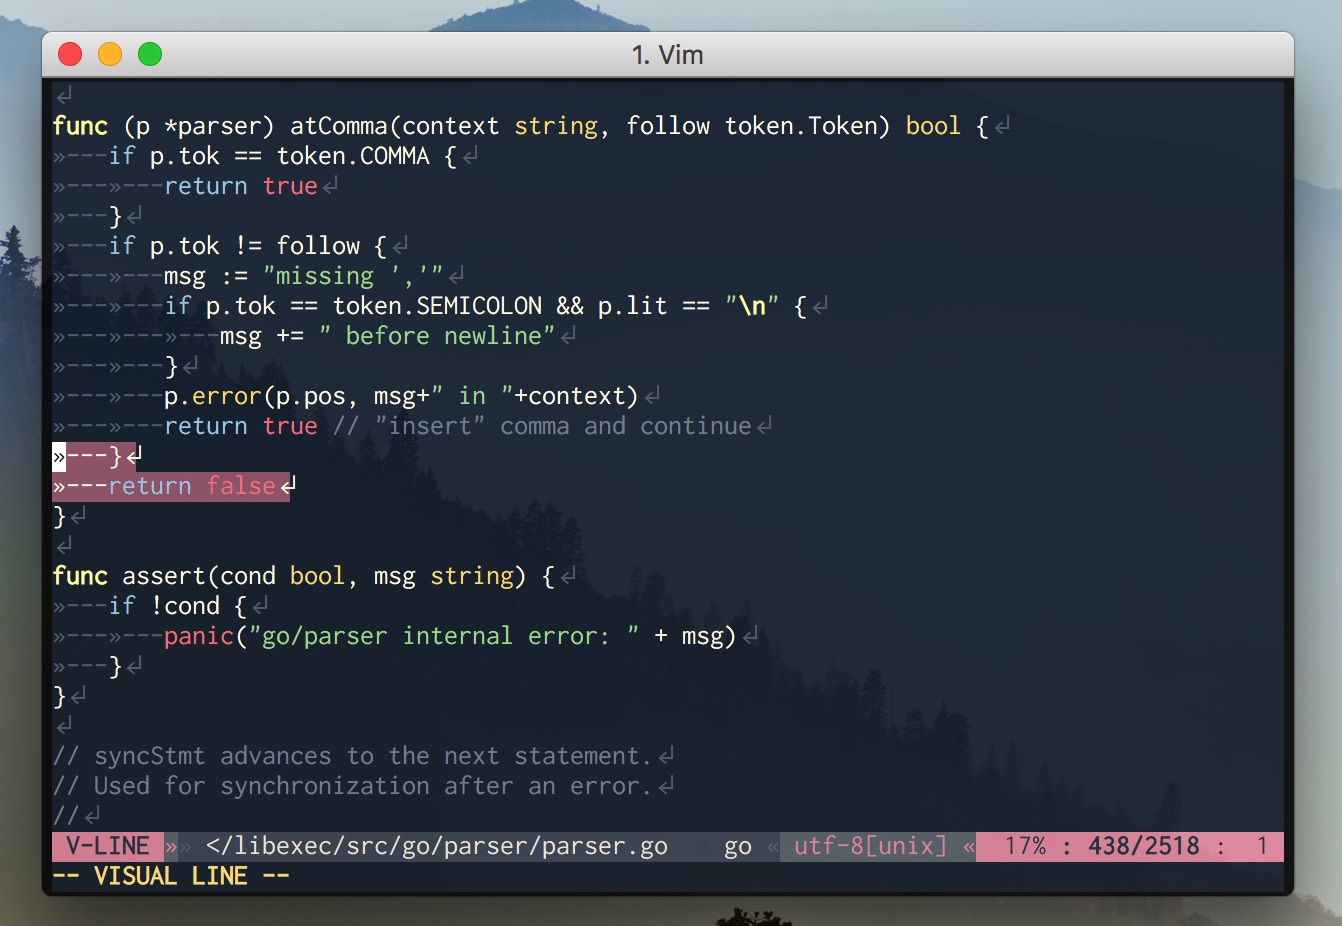 1. Vim
↲
func (p *parser) atComma(context string, follow token.Token) bool {↲
»---if p.tok == token.COMMA {↲
»---»---return true↲
»---}↲
»---if p.tok != follow {↲
»---»---msg := "missing ','"↲
»---»---if p.tok == token.SEMICOLON && p.lit == "\n" {↲
»---»---»---msg += " before newline"↲
»---»---}↲
»---»---p.error(p.pos, msg+" in "+context)↲
»---»---return true // "insert" comma and continue↲
»---}↲
»---return false↲
}↲
↲
func assert(cond bool, msg string) {↲
»---if !cond {↲
»---»---panic("go/parser internal error: " + msg)↲
»---}↲
}↲
↲
// syncStmt advances to the next statement.↲
// Used for synchronization after an error.↲
//↲
V-LINE »» </libexec/src/go/parser/parser.go « go « utf-8[unix] « 17% : 438/2518 : 1
-- VISUAL LINE --